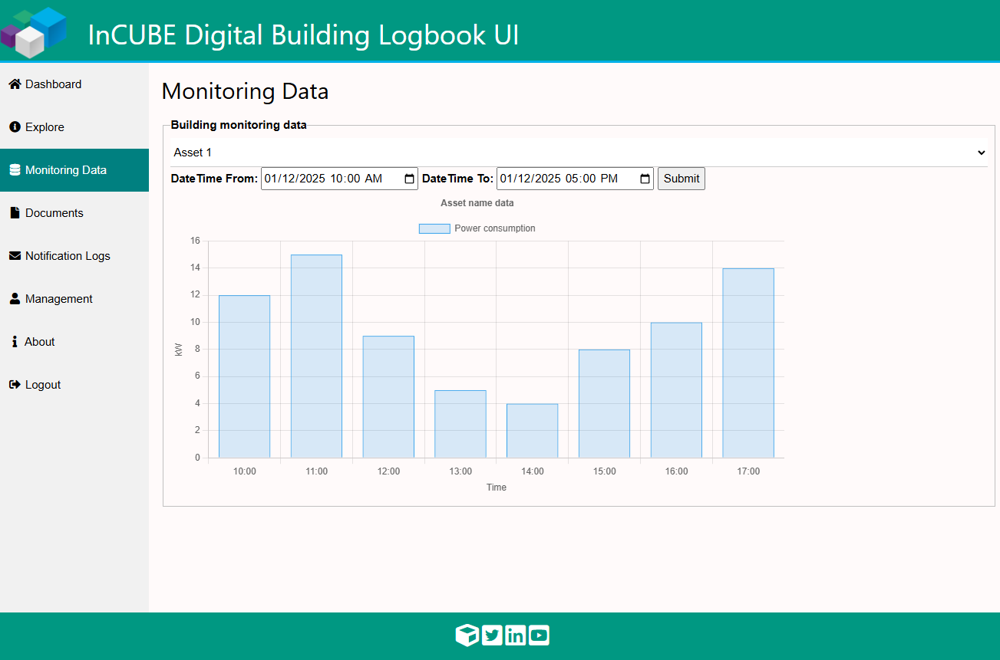 InCUBE Digital Building Logbook UI
Dashboard
Explore
Monitoring Data
Documents
Notification Logs
Management
About
Logout
Monitoring Data
Building monitoring data
Asset 1
DateTime From: 01/12/2025 10:00 AM DateTime To: 01/12/2025 05:00 PM Submit
Asset name data
Power consumption
16
14
12
10
8
6
4
2
0
kW
10:00 11:00 12:00 13:00 14:00 15:00 16:00 17:00
Time